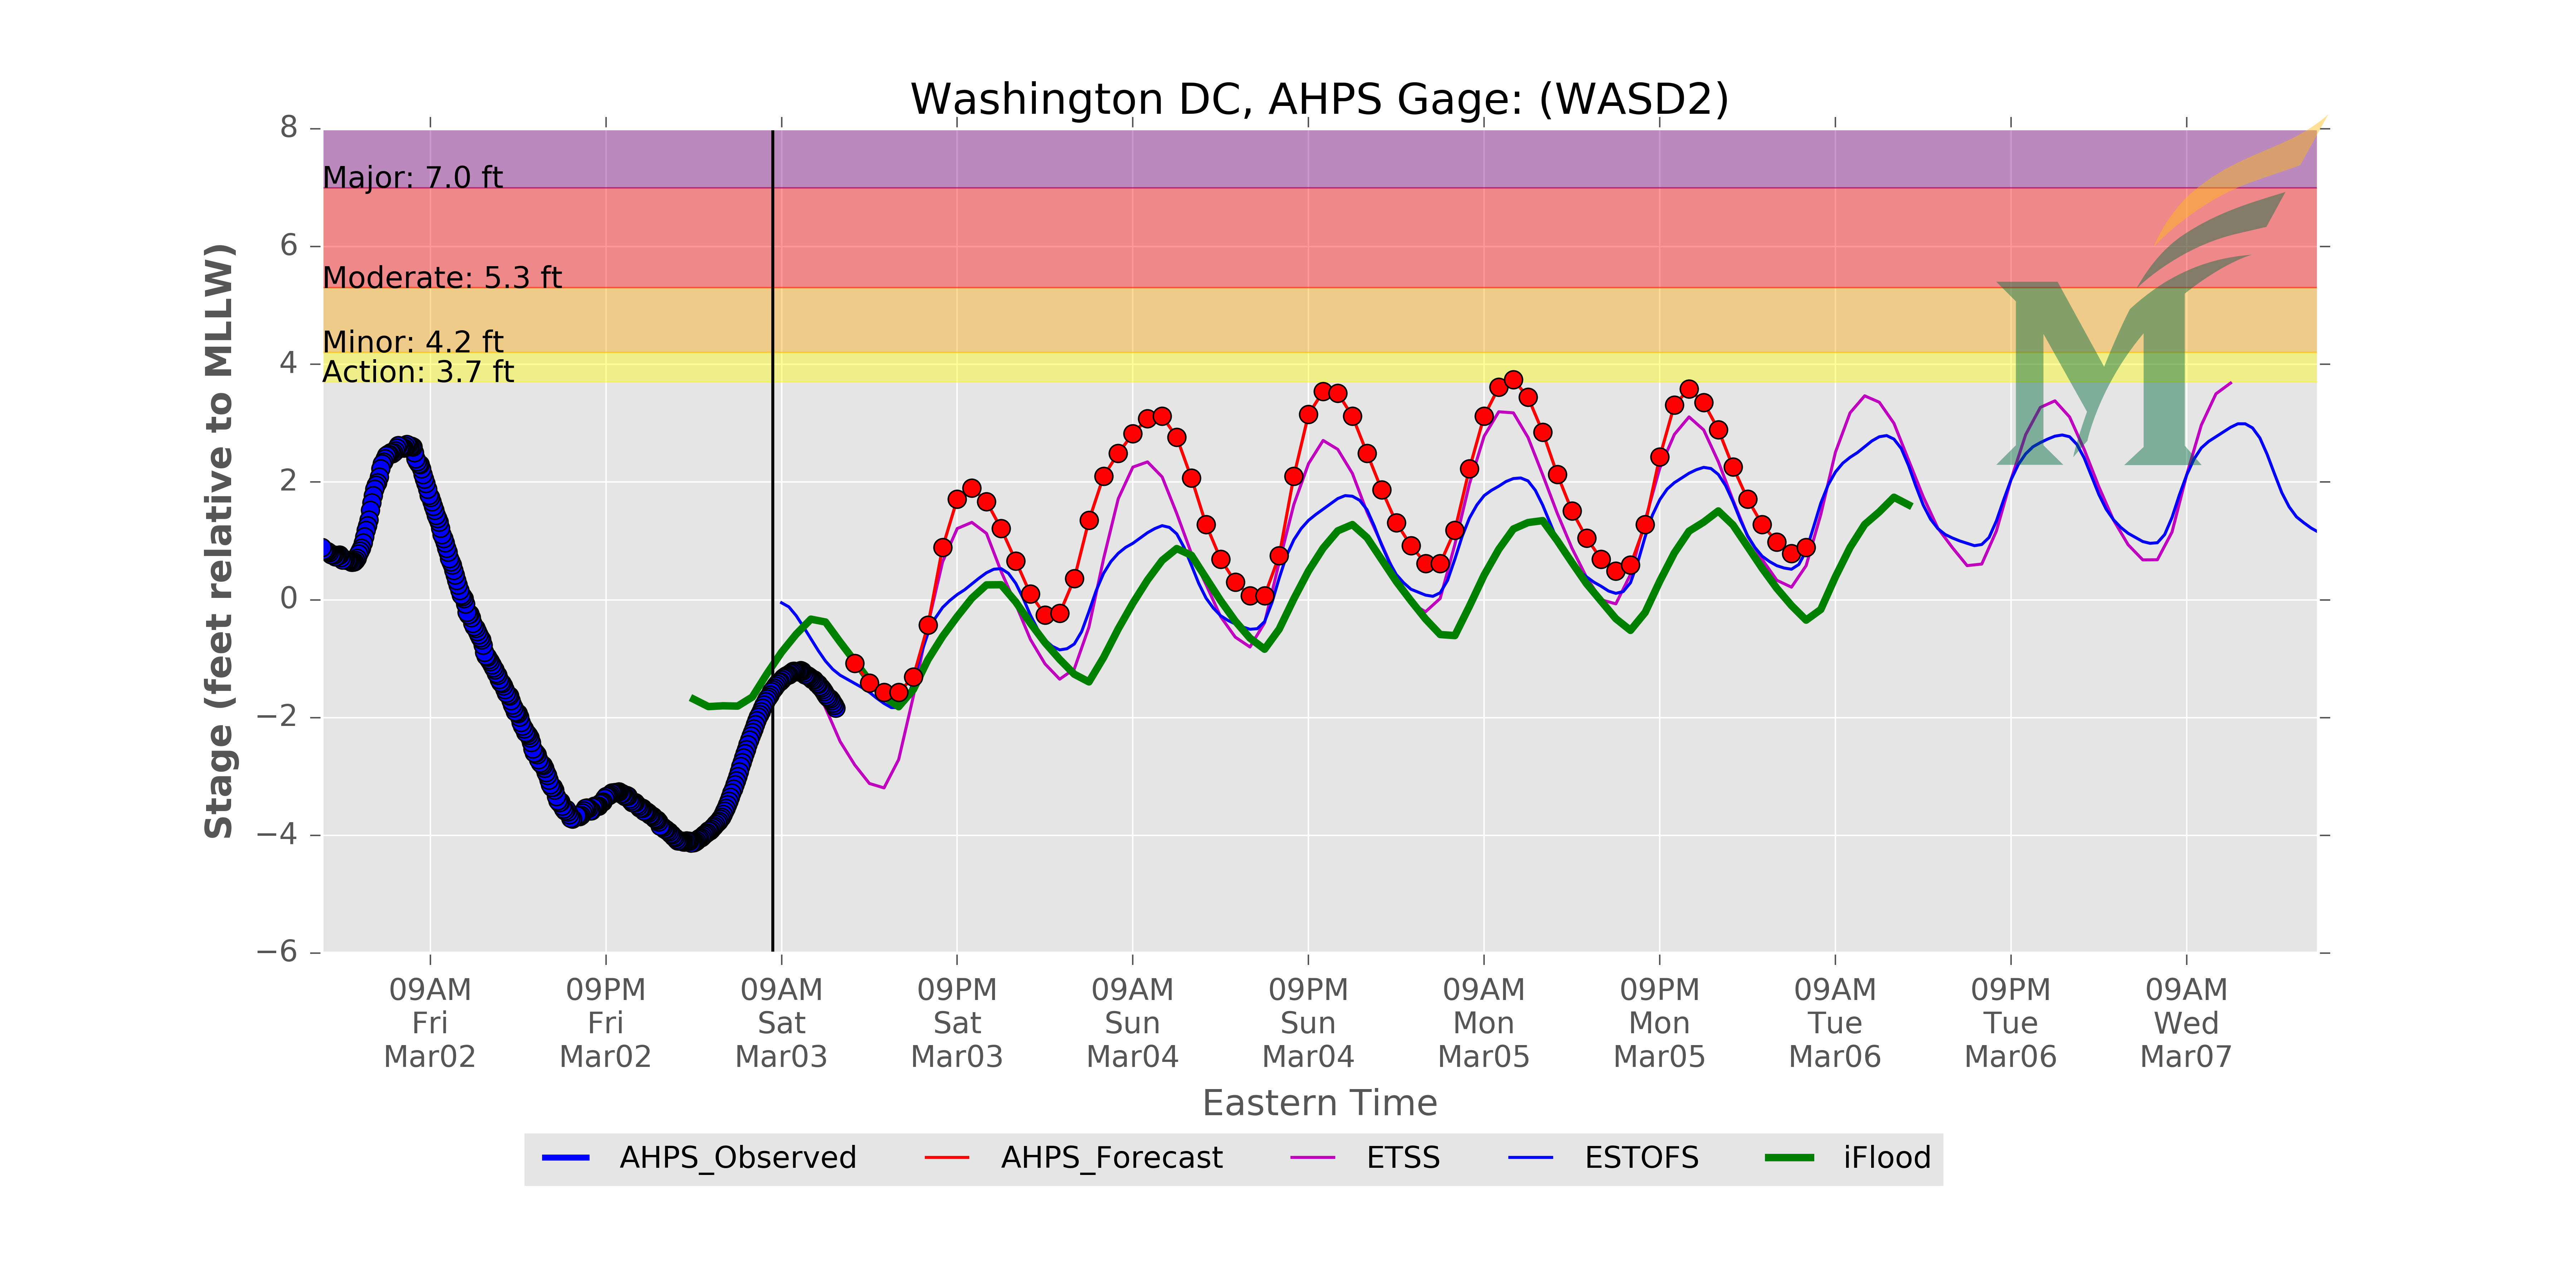 Washington DC, AHPS Gage: (WASD2)
8
Major: 7.0 ft
6
Moderate: 5.3 ft
Minor: 4.2 ft
4
Action: 3.7 ft
2
0
−2
−4
−6
Stage (feet relative to MLLW)
09AM 09PM 09AM 09PM 09AM 09PM 09AM 09PM 09AM 09PM 09AM
Fri Fri Sat Sat Sun Sun Mon Mon Tue Tue Wed
Mar02 Mar02 Mar03 Mar03 Mar04 Mar04 Mar05 Mar05 Mar06 Mar06 Mar07
Eastern Time
AHPS_Observed AHPS_Forecast ETSS ESTOFS iFlood
M